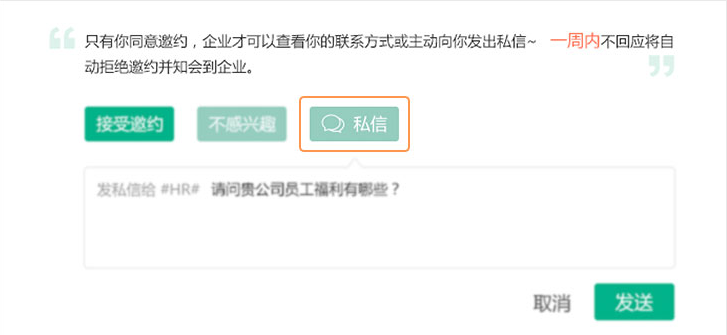 只有你同意邀约，企业才可以查看你的联系方式或主动向你发出私信~ 一周内不回应将自
动拒绝邀约并知会到企业。
接受邀约 不感兴趣 私信
发私信给 #HR# 请问贵公司员工福利有哪些？
取消 发送